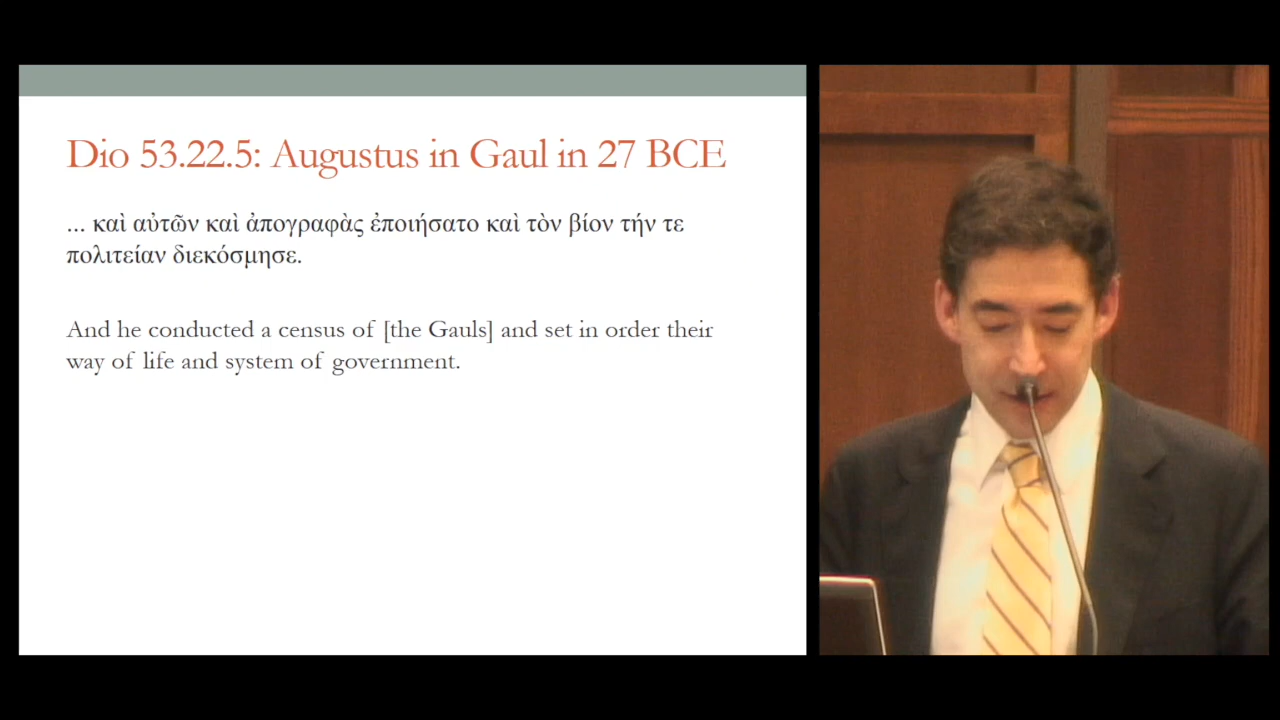 Dio 53.22.5: Augustus in Gaul in 27 BCE
... καὶ αὐτῶν καὶ ἀπογραφὰς ἐποιήσατο καὶ τὸν βίον τήν τε
πολιτείαν διεκόσμησε.
And he conducted a census of [the Gauls] and set in order their
way of life and system of government.